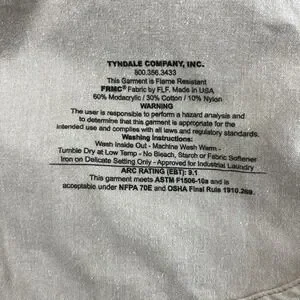 TYNDALE COMPANY, INC.
800.356.3433
This Garment is Flame Resistant
FRMC® Fabric by FLF. Made in USA
60% Modacrylic / 30% Cotton / 10% Nylon
WARNING
The user is responsible to perform a hazard analysis and
to determine that this garment is appropriate for the
intended use and complies with all laws and regulatory standards.
Washing Instructions:
Wash Inside Out - Machine Wash Warm -
Tumble Dry at Low Temp - No Bleach, Starch or Fabric Softener
Iron on Delicate Setting Only - Approved for Industrial Laundry
ARC RATING (EBT): 9.1
This garment meets ASTM F1506-10a and is
acceptable under NFPA 70E and OSHA Final Rule 1910.269